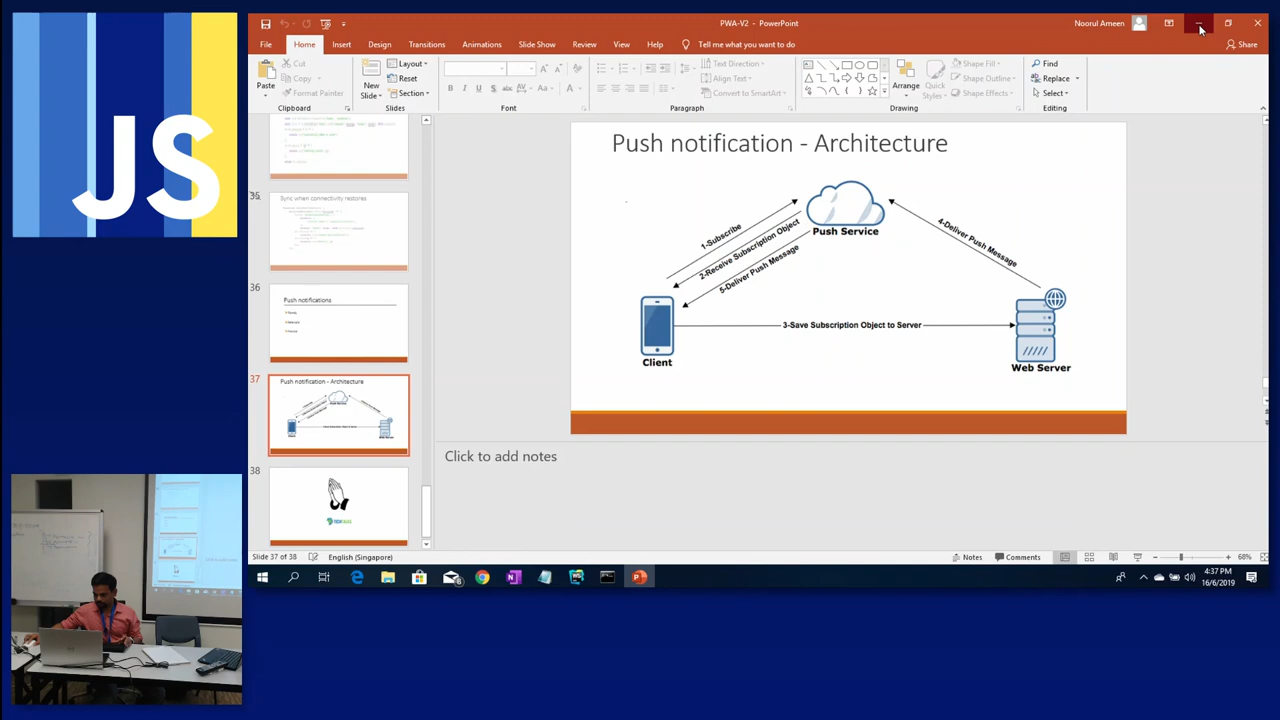 JS
PWA-V2 - PowerPoint
Noorul Ameen
File Home Insert Design Transitions Animations Slide Show Review View Help Tell me what you want to do Share
Paste
Cut
Copy
Format Painter
Clipboard
New
Slide
Layout
Reset
Section
Slides
Font
Text Direction
Align Text
Convert to SmartArt
Paragraph
Arrange
Quick
Styles
Shape Fill
Shape Outline
Shape Effects
Drawing
Find
Replace
Select
Editing
35
Sync when connectivity restores
36
Push notifications
37
Push notification - Architecture
38
Push notification - Architecture
Push Service
1-Subscribe
2-Receive Subscription Object
5-Deliver Push Message
4-Deliver Push Message
3-Save Subscription Object to Server
Client
Web Server
Click to add notes
Slide 37 of 38
English (Singapore)
Notes
Comments
68%
4:37 PM
16/6/2019